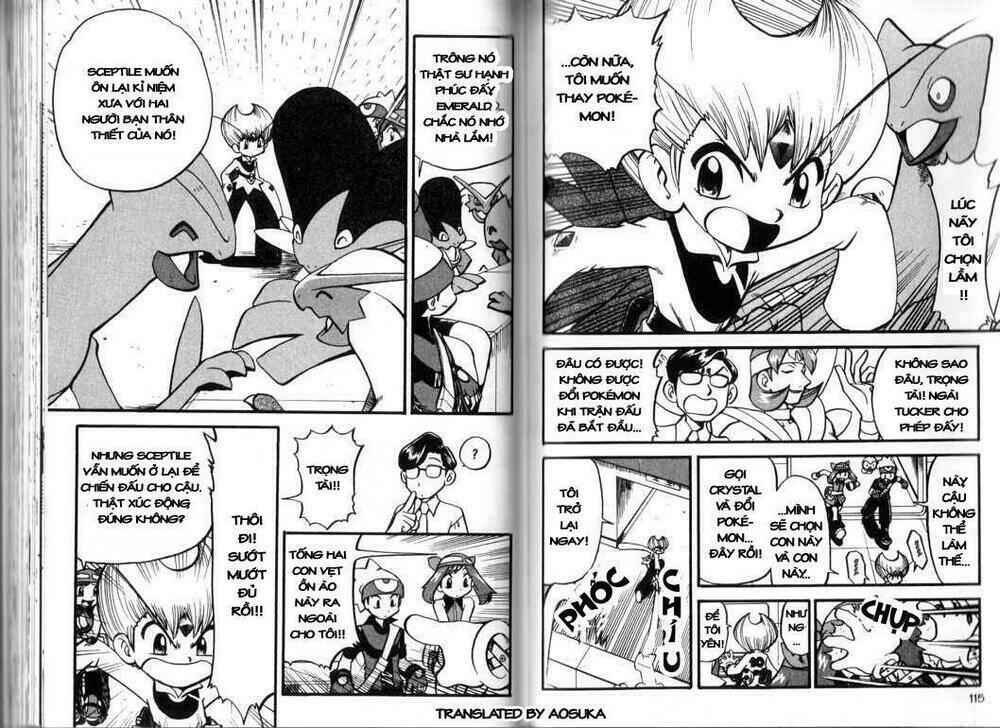 SCEPTILE MUỐN
ÔN LẠI KỈ NIỆM
XƯA VỚI HAI
NGƯỜI BẠN THÂN
THIẾT CỦA NÓ!
TRÔNG NÓ
THẬT SƯ HẠNH
PHÚC ĐẤY
EMERALD...
CHẮC NÓ NHỚ
NHÀ LẮM!
NHƯNG SCEPTILE
VẪN MUỐN Ở LẠI ĐỂ
CHIẾN ĐẤU CHO CẬU.
THẬT XÚC ĐỘNG
ĐÚNG KHÔNG?
THÔI
ĐI!
SƯỚT
MƯỚT
ĐỦ
RỒI!!
TRỌNG
TÀI!!
?
TỐNG HAI
CON VẸT
ỒN ÀO
NÀY RA
NGOÀI
CHO TÔI!!
...CÒN NỮA,
TÔI MUỐN
THAY POKÉ-
MON!
LÚC
NÃY TÔI
CHỌN
LẦM
!!
ĐÂU CÓ ĐƯỢC!
KHÔNG ĐƯỢC
ĐỔI POKÉMON
KHI TRẬN ĐẤU
ĐÃ BẮT ĐẦU...
KHÔNG SAO
ĐÂU, TRỌNG
TÀI! NGÀI
TUCKER CHO
PHÉP ĐẤY!
TÔI
TRỞ
LẠI
NGAY!
PHÓC
CHÍU
GỌI
CRYSTAL
VÀ ĐỔI
POKÉ-
MON...
ĐÂY RỒI!
...MÌNH
SẼ CHỌN
CON NÀY
VÀ CON
NÀY...
NÀY
CẬU
KHÔNG
THỂ LÀM
THẾ...
ĐỂ
TÔI
YÊN!
NHƯ
NG...
CHỤP
115
TRANSLATED BY AOSUKA